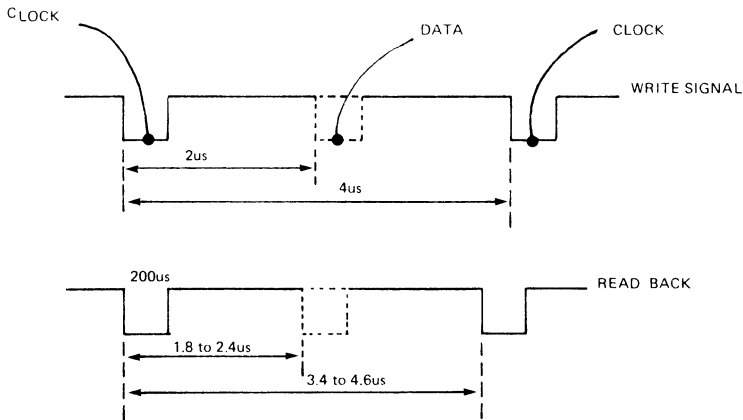 CLOCK
DATA
CLOCK
WRITE SIGNAL
2us
4us
200us
READ BACK
1.8 to 2.4us
3.4 to 4.6us